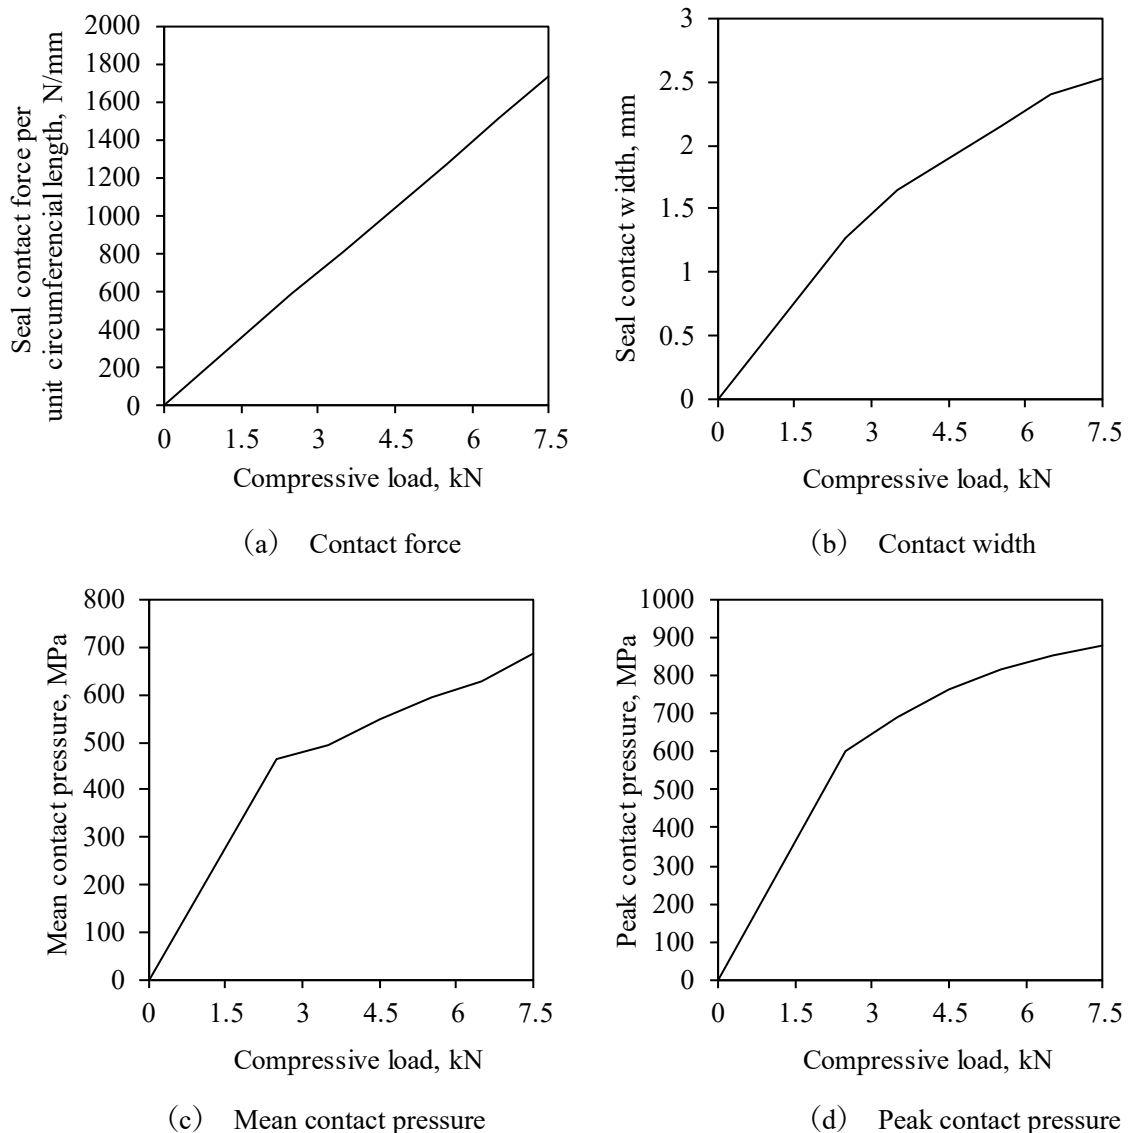 Seal contact force per
unit circumferencial length, N/mm
2000
1800
1600
1400
1200
1000
800
600
400
200
0
0 1.5 3 4.5 6 7.5
Compressive load, kN
(a) Contact force
Seal contact width, mm
3
2.5
2
1.5
1
0.5
0
0 1.5 3 4.5 6 7.5
Compressive load, kN
(b) Contact width
Mean contact pressure, MPa
800
700
600
500
400
300
200
100
0
0 1.5 3 4.5 6 7.5
Compressive load, kN
(c) Mean contact pressure
Peak contact pressure, MPa
1000
900
800
700
600
500
400
300
200
100
0
0 1.5 3 4.5 6 7.5
Compressive load, kN
(d) Peak contact pressure